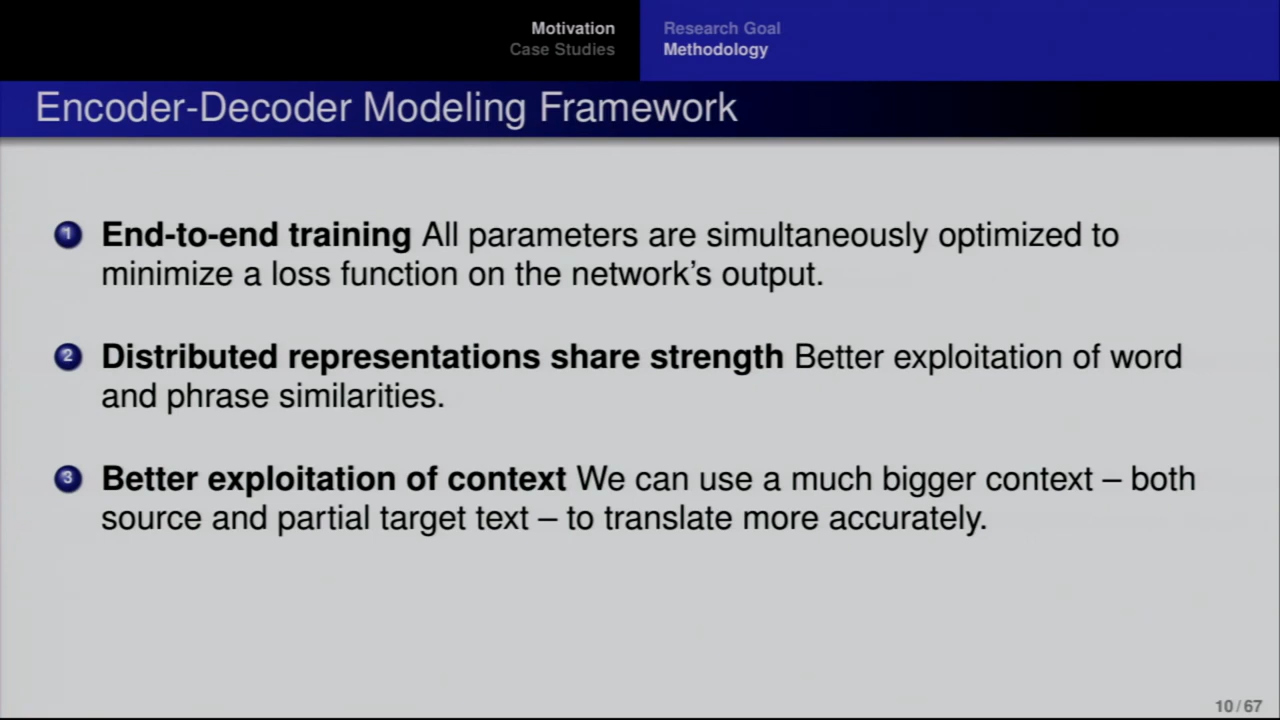 Motivation
Case Studies
Research Goal
Methodology
Encoder-Decoder Modeling Framework
1 End-to-end training All parameters are simultaneously optimized to
minimize a loss function on the network's output.
2 Distributed representations share strength Better exploitation of word
and phrase similarities.
3 Better exploitation of context We can use a much bigger context – both
source and partial target text – to translate more accurately.
10/67